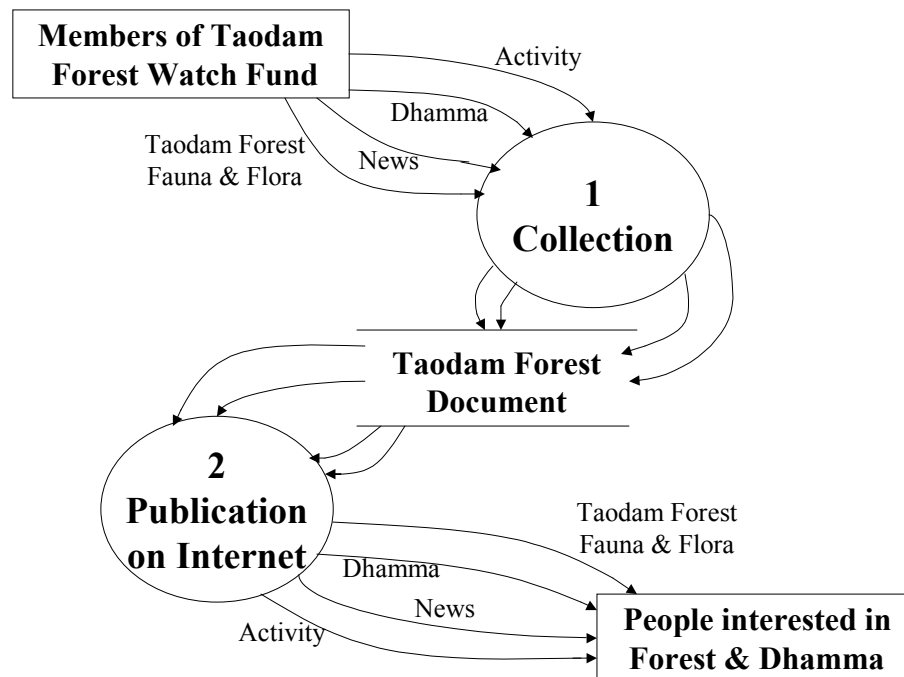 Members of Taodam
Forest Watch Fund
Activity
Dhamma
News
Taodam Forest
Fauna & Flora
1
Collection
Taodam Forest
Document
2
Publication
on Internet
Taodam Forest
Fauna & Flora
Dhamma
News
Activity
People interested in
Forest & Dhamma